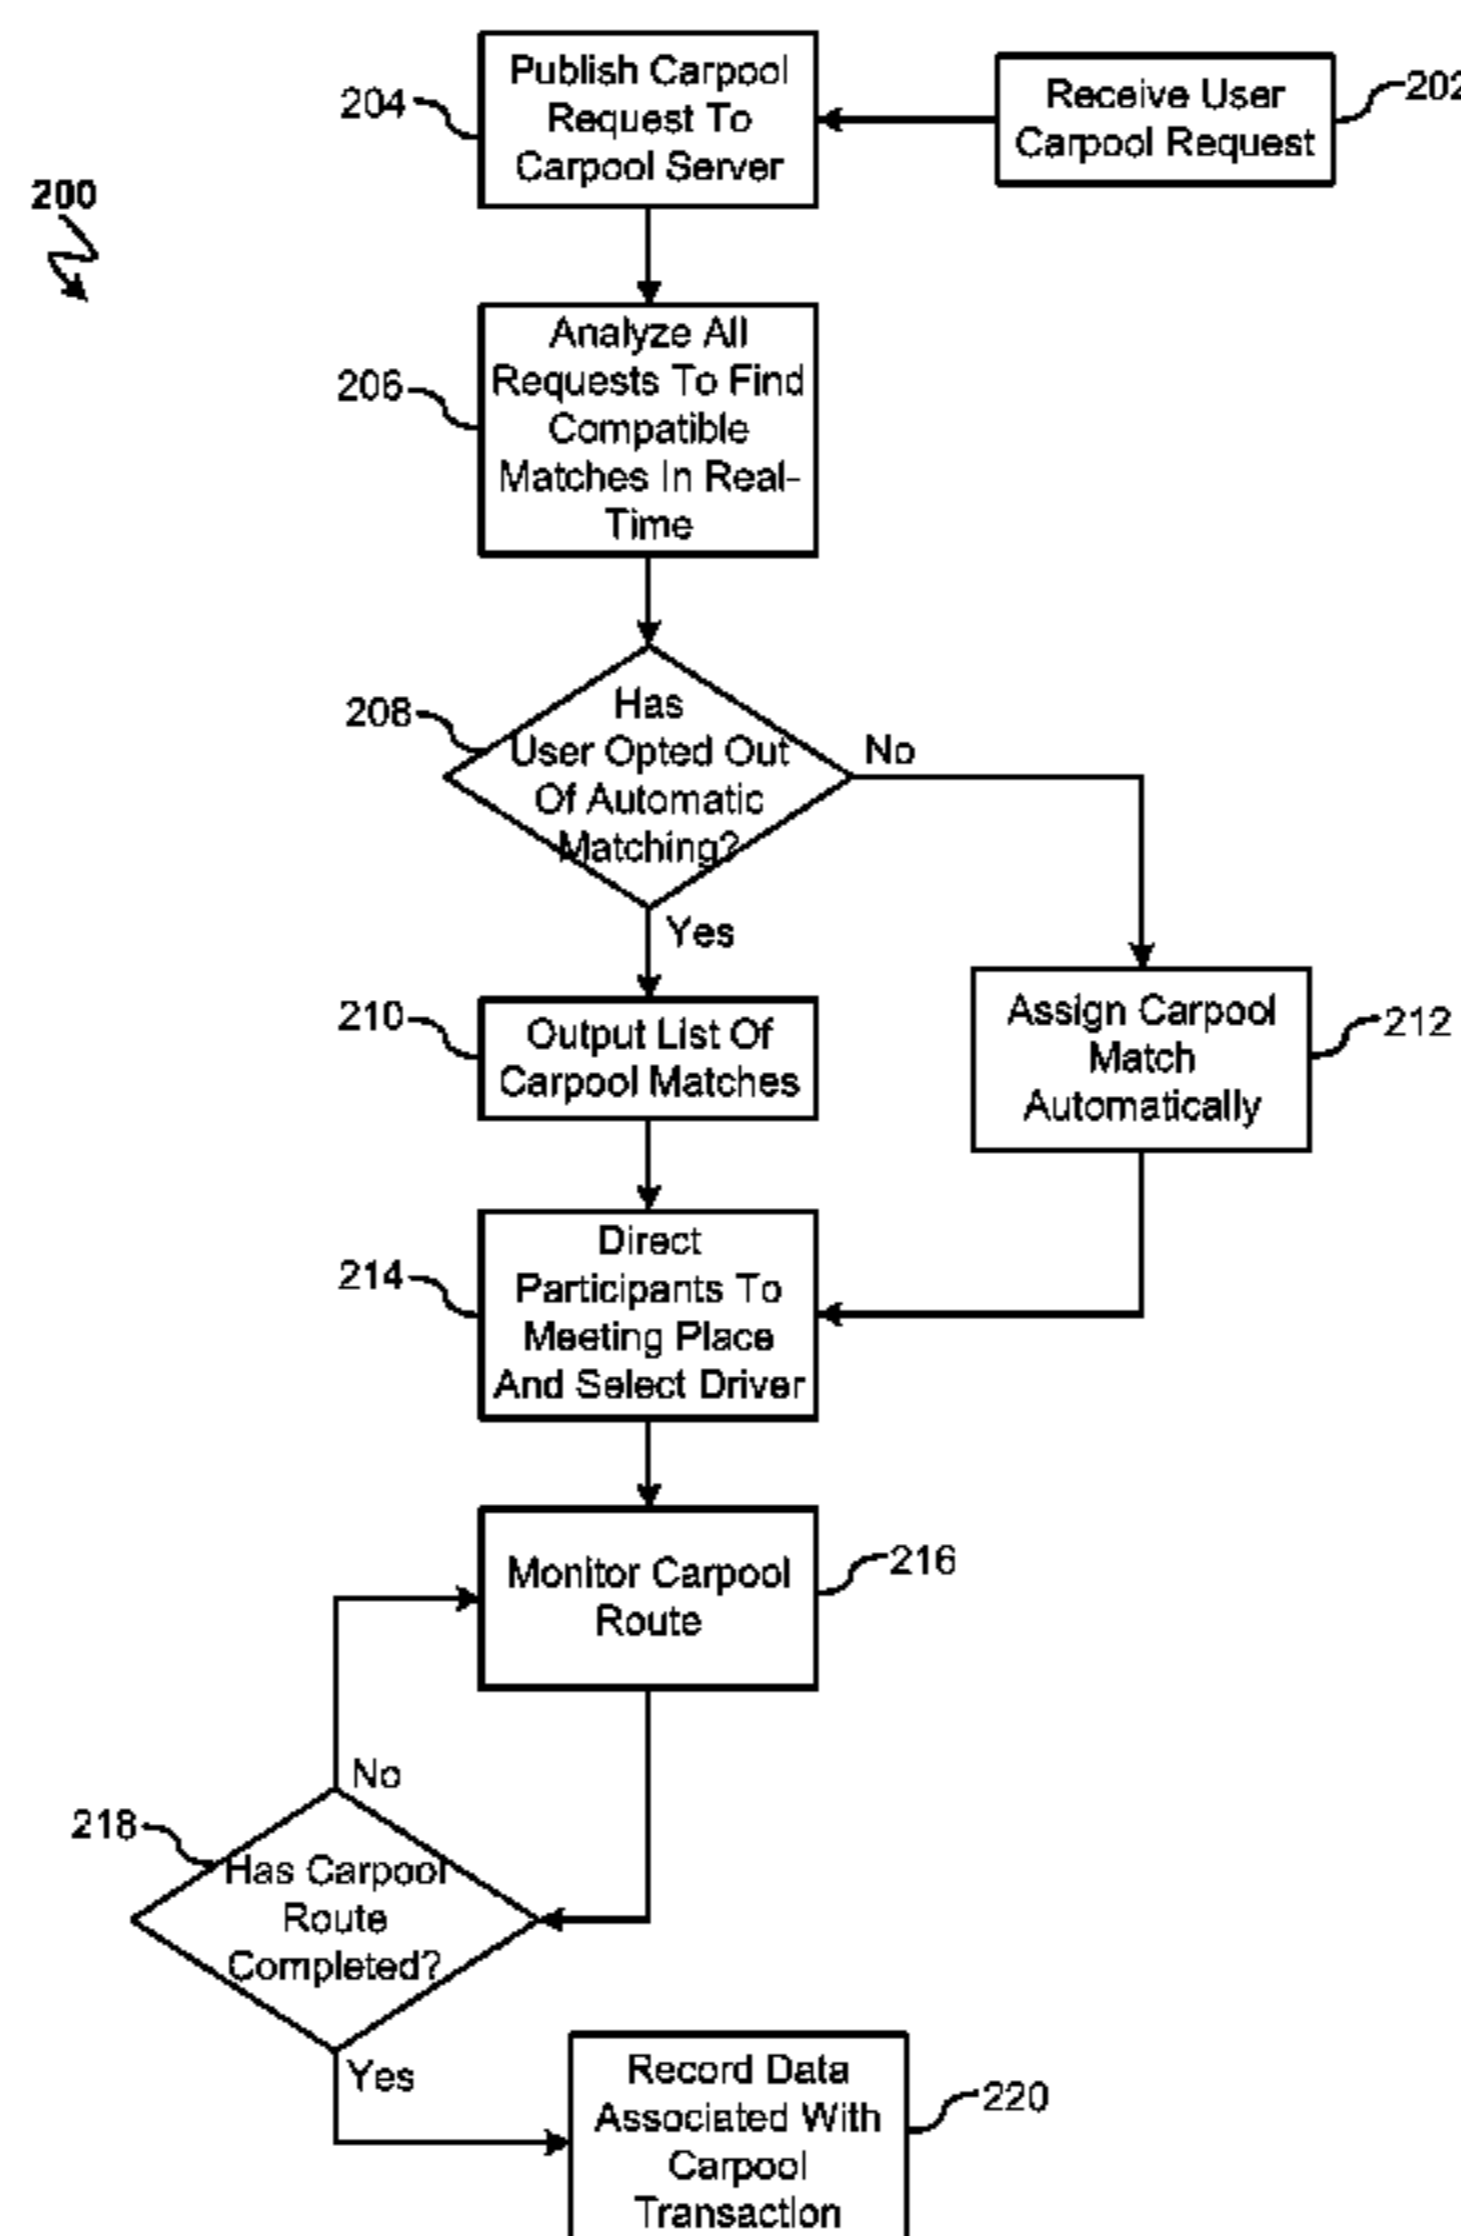 200
204
Publish Carpool
Request To
Carpool Server
Receive User
Carpool Request
202
206
Analyze All
Requests To Find
Compatible
Matches In Real-
Time
208
Has
User Opted Out
Of Automatic
Matching?
No
Yes
210
Output List Of
Carpool Matches
Assign Carpool
Match
Automatically
212
214
Direct
Participants To
Meeting Place
And Select Driver
Monitor Carpool
Route
216
No
218
Has Carpool
Route
Completed?
Yes
Record Data
Associated With
Carpool
Transaction
220